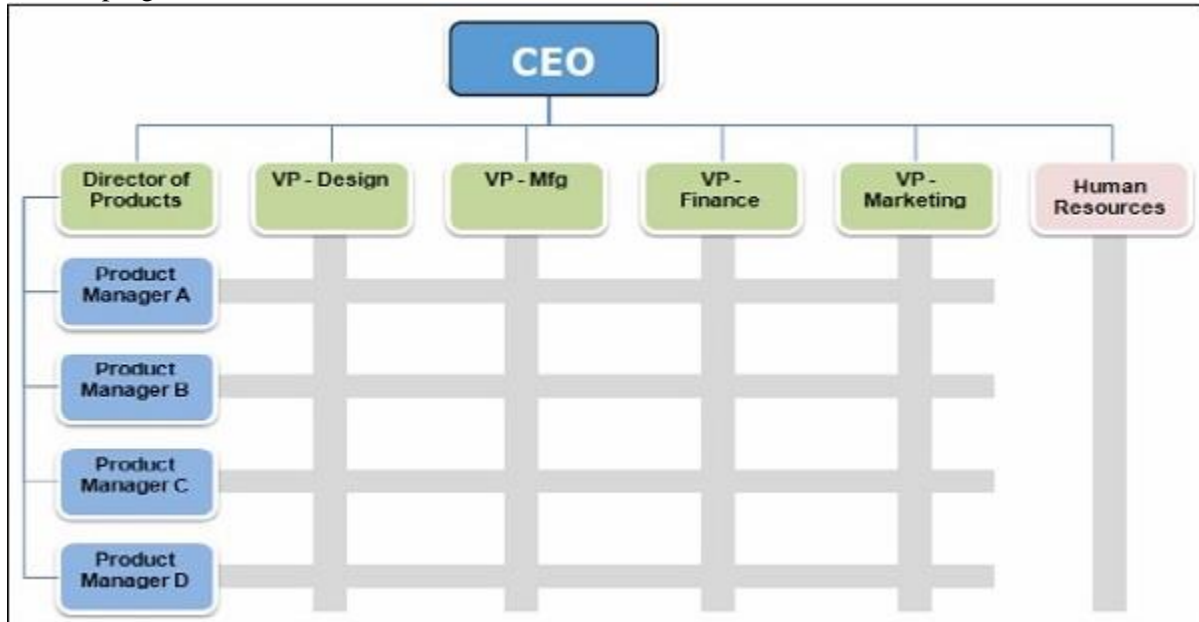 CEO
Director of
Products
VP - Design
VP - Mfg
VP -
Finance
VP -
Marketing
Human
Resources
Product
Manager A
Product
Manager B
Product
Manager C
Product
Manager D